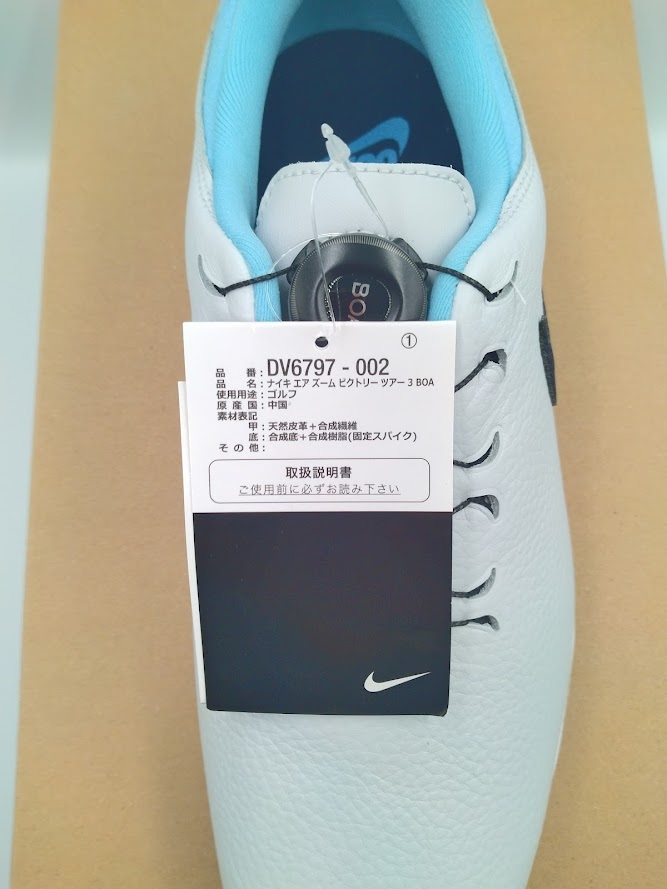 BOA
①
品 番：DV6797 - 002
品 名：ナイキ エア ズーム ビクトリー ツアー 3 BOA
使用用途：ゴルフ
原 産 国：中国
素材表記
甲：天然皮革＋合成繊維
底：合成底＋合成樹脂(固定スパイク)
そ の 他：
取扱説明書
ご使用前に必ずお読み下さい